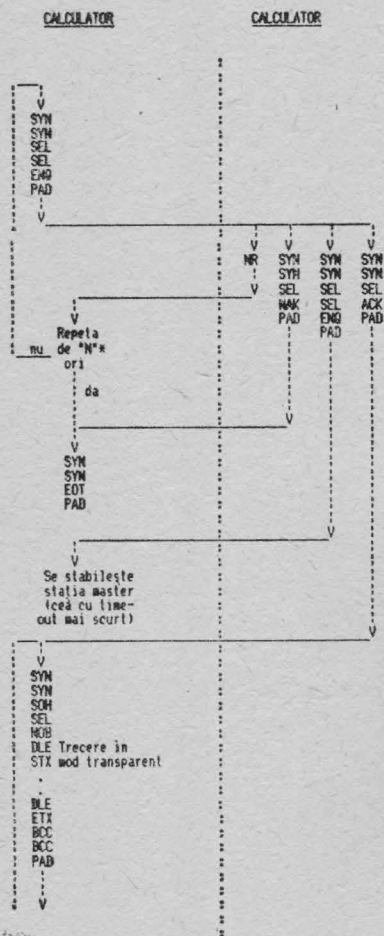 CALCULATOR CALCULATOR
SYN
SYN
SEL
SEL
ENQ
PAD
NR SYN SYN SYN
SYN SYN SYN
SEL SEL SEL
NAK SEL ACK
PAD ENQ PAD
PAD
Repeta
nu de "N"*
ori
da
SYN
SYN
EOT
PAD
Se stabilește
stația master
(cea cu time-
out mai scurt)
SYN
SYN
SOH
SEL
NOB
DLE Trecere in
STX mod transparent
.
.
DLE
ETX
BCC
BCC
PAD